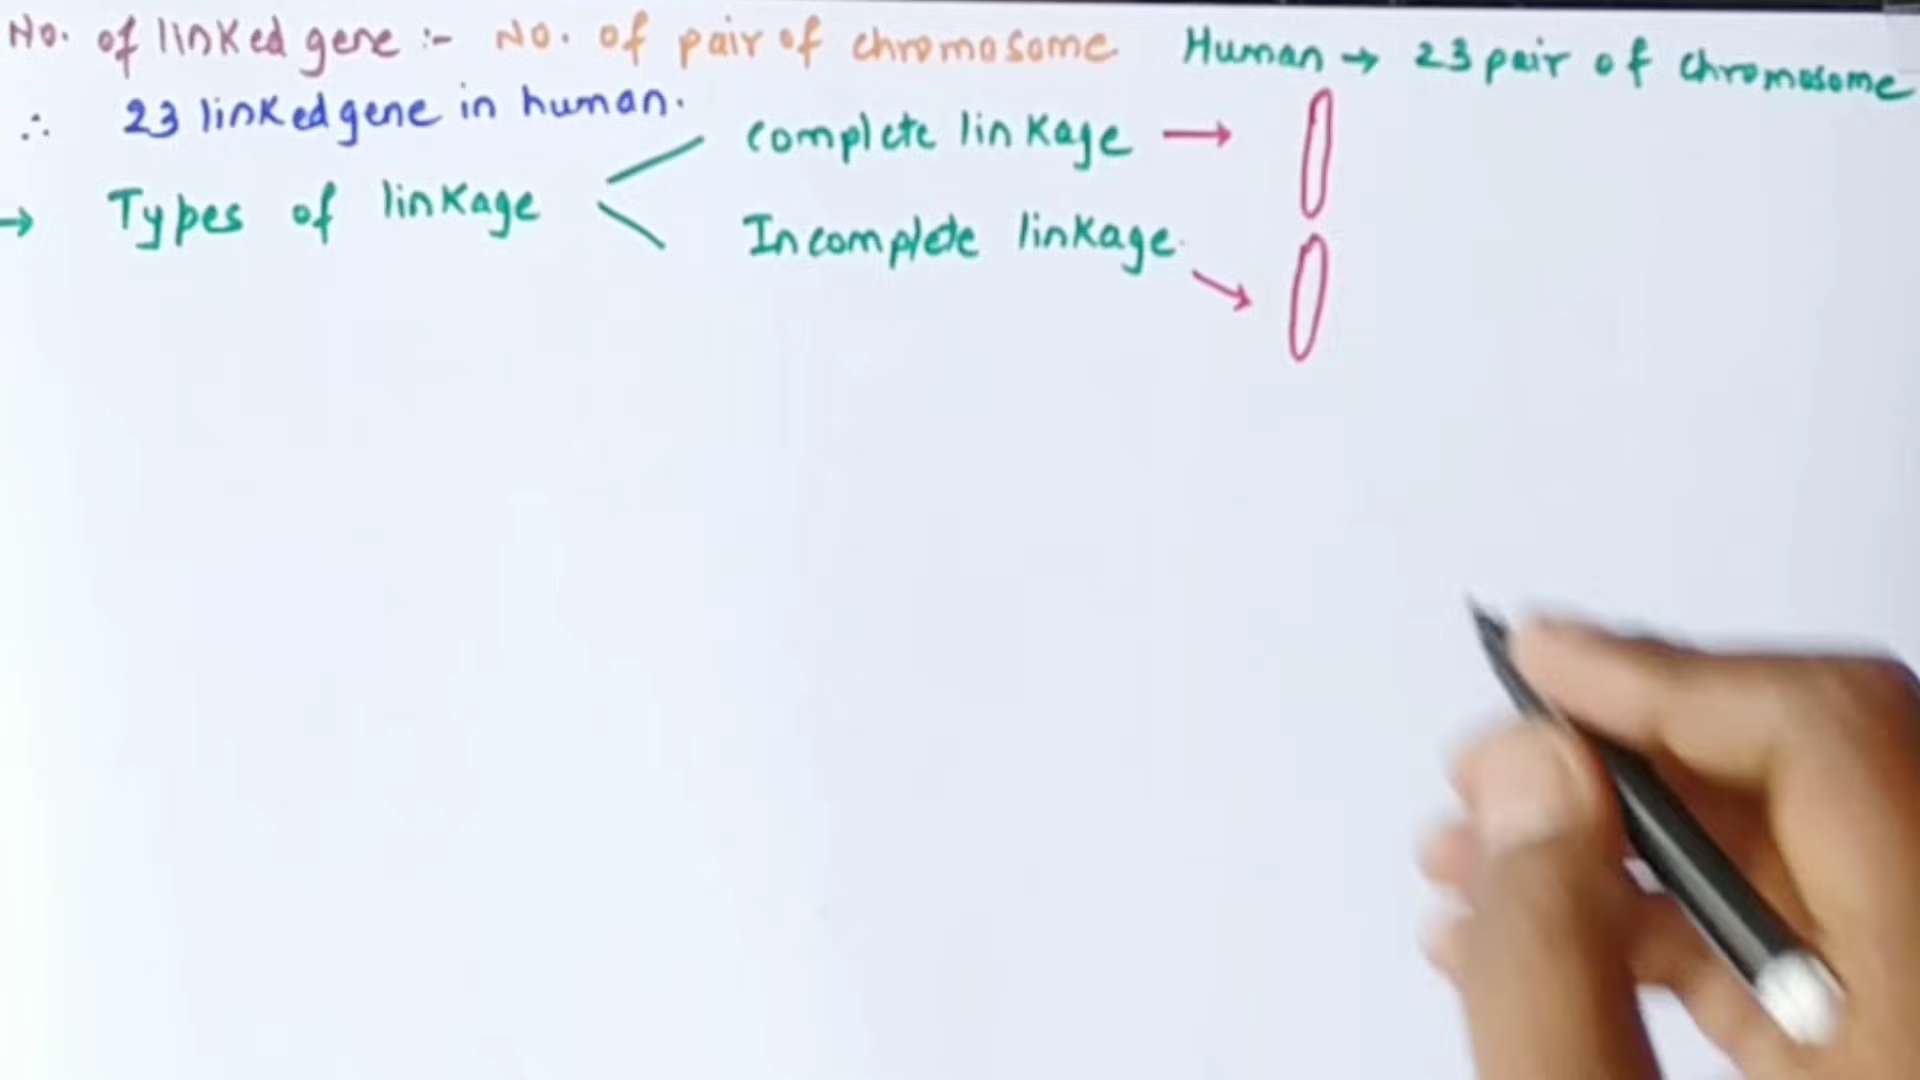 No. of linked gene :- No. of pair of chromosome Human → 23 pair of chromosome
∴ 23 linked gene in human.
→ Types of linkage
complete linkage →
Incomplete linkage. →